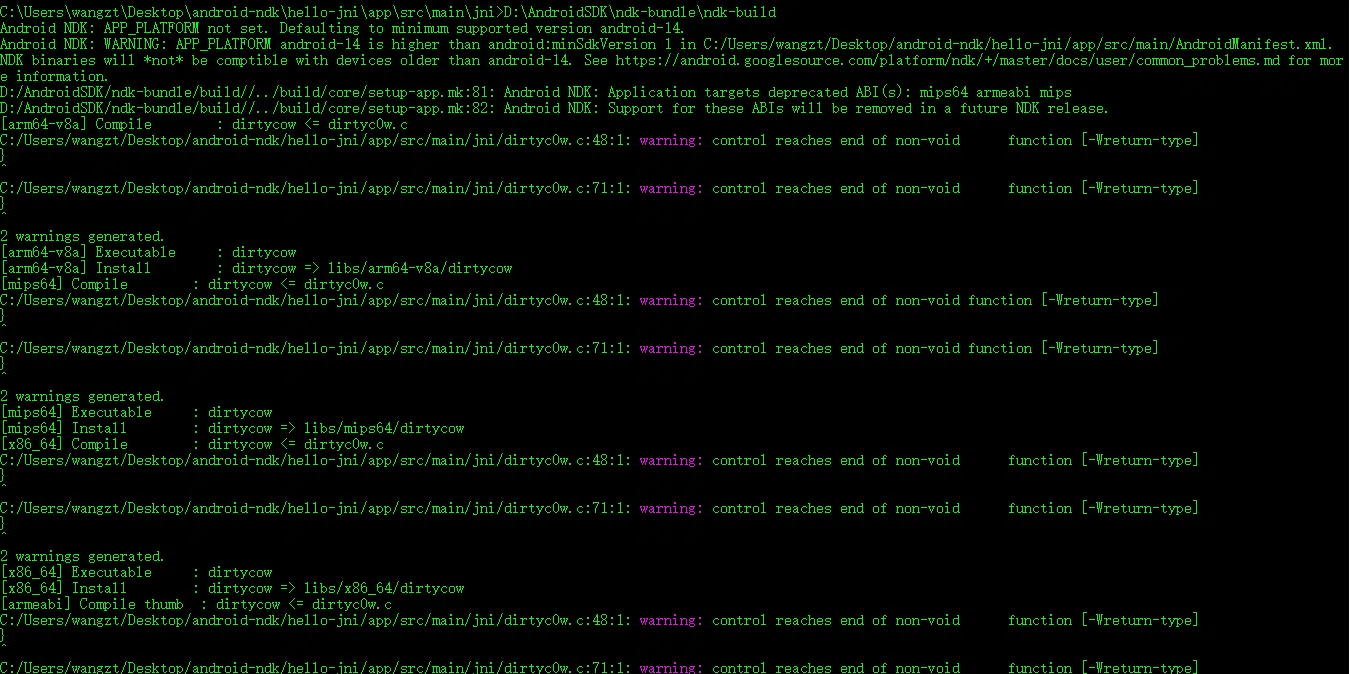 C:\Users\wangzt\Desktop\android-ndk\hello-jni\app\src\main\jni>D:\AndroidSDK\ndk-bundle\ndk-build
Android NDK: APP_PLATFORM not set. Defaulting to minimum supported version android-14.
Android NDK: WARNING: APP_PLATFORM android-14 is higher than android:minSdkVersion 1 in C:/Users/wangzt/Desktop/android-ndk/hello-jni/app/src/main/AndroidManifest.xml.
NDK binaries will *not* be comptible with devices older than android-14. See https://android.googlesource.com/platform/ndk/+/master/docs/user/common_problems.md for mor
e information.
D:/AndroidSDK/ndk-bundle/build//../build/core/setup-app.mk:81: Android NDK: Application targets deprecated ABI(s): mips64 armeabi mips
D:/AndroidSDK/ndk-bundle/build//../build/core/setup-app.mk:82: Android NDK: Support for these ABIs will be removed in a future NDK release.
[arm64-v8a] Compile        : dirtycow <= dirtyc0w.c
C:/Users/wangzt/Desktop/android-ndk/hello-jni/app/src/main/jni/dirtyc0w.c:48:1: warning: control reaches end of non-void      function [-Wreturn-type]
}
^
C:/Users/wangzt/Desktop/android-ndk/hello-jni/app/src/main/jni/dirtyc0w.c:71:1: warning: control reaches end of non-void      function [-Wreturn-type]
}
^
2 warnings generated.
[arm64-v8a] Executable     : dirtycow
[arm64-v8a] Install        : dirtycow => libs/arm64-v8a/dirtycow
[mips64] Compile        : dirtycow <= dirtyc0w.c
C:/Users/wangzt/Desktop/android-ndk/hello-jni/app/src/main/jni/dirtyc0w.c:48:1: warning: control reaches end of non-void function [-Wreturn-type]
}
^
C:/Users/wangzt/Desktop/android-ndk/hello-jni/app/src/main/jni/dirtyc0w.c:71:1: warning: control reaches end of non-void function [-Wreturn-type]
}
^
2 warnings generated.
[mips64] Executable     : dirtycow
[mips64] Install        : dirtycow => libs/mips64/dirtycow
[x86_64] Compile        : dirtycow <= dirtyc0w.c
C:/Users/wangzt/Desktop/android-ndk/hello-jni/app/src/main/jni/dirtyc0w.c:48:1: warning: control reaches end of non-void      function [-Wreturn-type]
}
^
C:/Users/wangzt/Desktop/android-ndk/hello-jni/app/src/main/jni/dirtyc0w.c:71:1: warning: control reaches end of non-void      function [-Wreturn-type]
}
^
2 warnings generated.
[x86_64] Executable     : dirtycow
[x86_64] Install        : dirtycow => libs/x86_64/dirtycow
[armeabi] Compile thumb  : dirtycow <= dirtyc0w.c
C:/Users/wangzt/Desktop/android-ndk/hello-jni/app/src/main/jni/dirtyc0w.c:48:1: warning: control reaches end of non-void      function [-Wreturn-type]
}
^
C:/Users/wangzt/Desktop/android-ndk/hello-jni/app/src/main/jni/dirtyc0w.c:71:1: warning: control reaches end of non-void      function [-Wreturn-type]